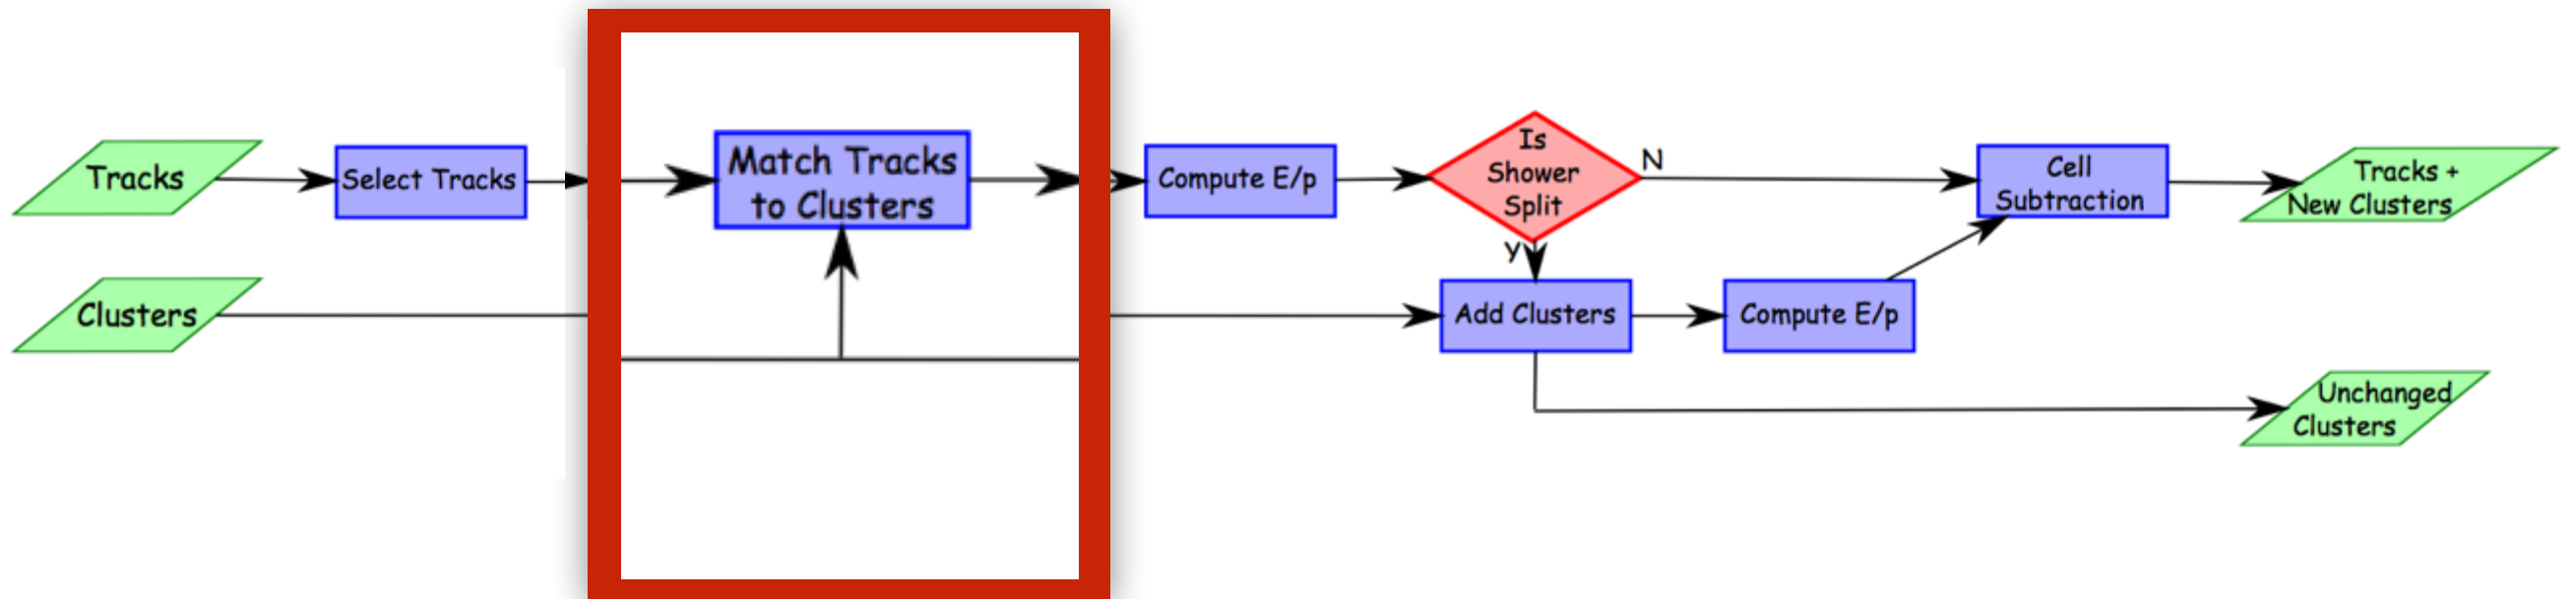 Tracks
Select Tracks
Match Tracks
to Clusters
Compute E/p
Is
Shower
Split
N
Y
Cell
Subtraction
Tracks +
New Clusters
Clusters
Add Clusters
Compute E/p
Unchanged
Clusters